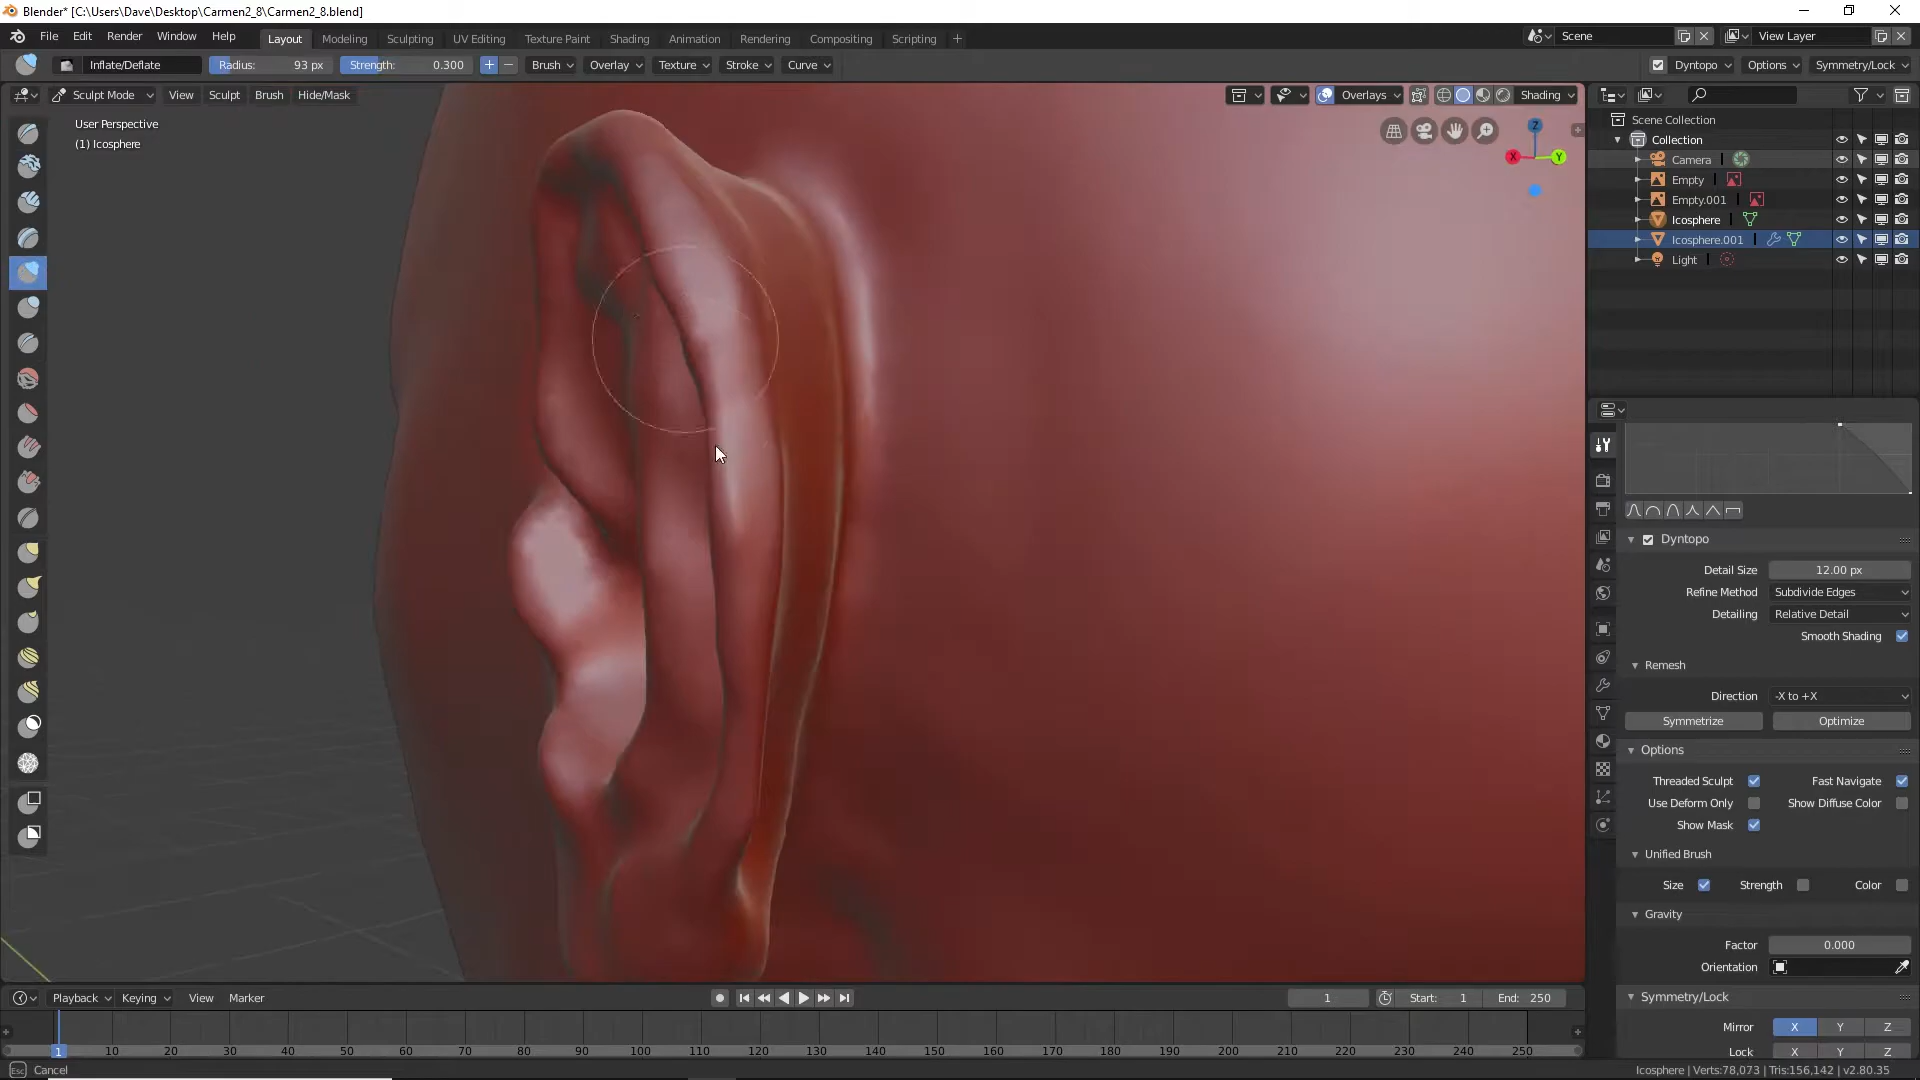 Blender* [C:\Users\Dave\Desktop\Carmen2_8\Carmen2_8.blend]
File Edit Render Window Help
Layout Modeling Sculpting UV Editing Texture Paint Shading Animation Rendering Compositing Scripting +
Scene
View Layer
Inflate/Deflate
Radius: 93 px
Strength: 0.300
Brush Overlay Texture Stroke Curve
Dyntopo Options Symmetry/Lock
Sculpt Mode View Sculpt Brush Hide/Mask
Overlays Shading
User Perspective
(1) Icosphere
Z
X Y
Scene Collection
Collection
Camera
Empty
Empty.001
Icosphere
Icosphere.001
Light
Dyntopo
Detail Size 12.00 px
Refine Method Subdivide Edges
Detailing Relative Detail
Smooth Shading
Remesh
Direction -X to +X
Symmetrize Optimize
Options
Threaded Sculpt Fast Navigate
Use Deform Only Show Diffuse Color
Show Mask
Unified Brush
Size Strength Color
Gravity
Factor 0.000
Orientation
Symmetry/Lock
Mirror X Y Z
Lock X Y Z
Playback Keying View Marker
1 Start: 1 End: 250
1 10 20 30 40 50 60 70 80 90 100 110 120 130 140 150 160 170 180 190 200 210 220 230 240 250
Esc Cancel
Icosphere | Verts:78,073 | Tris:156,142 | v2.80.35